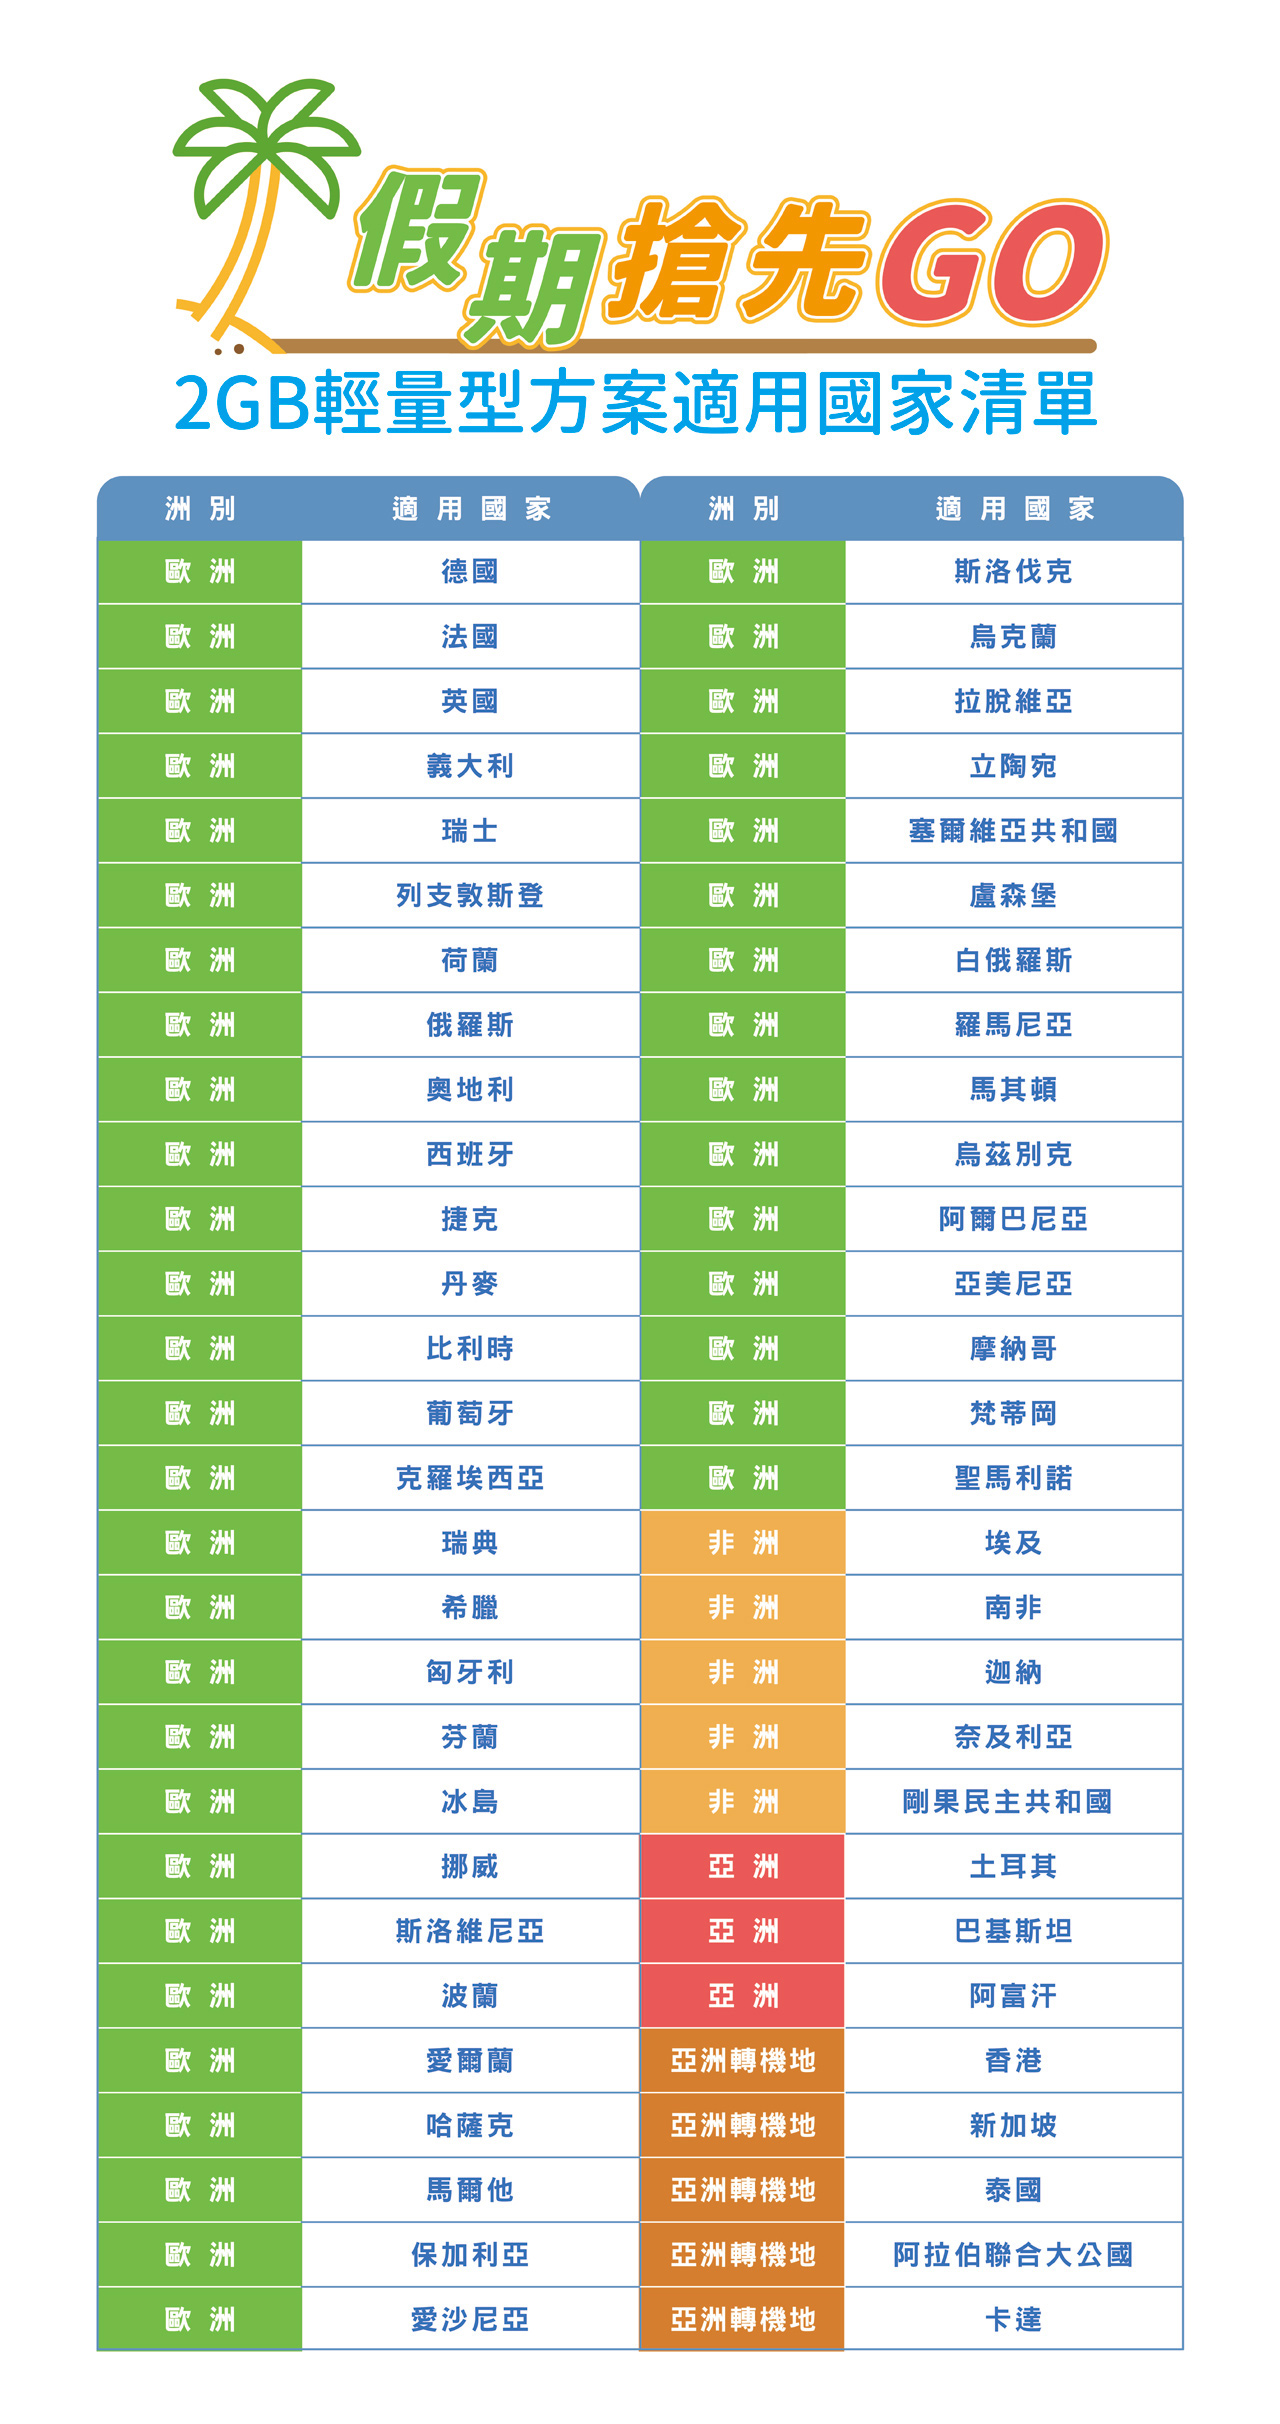 假期搶先GO
2GB輕量型方案適用國家清單
洲別 適用國家 洲別 適用國家
歐洲 德國 歐洲 斯洛伐克
歐洲 法國 歐洲 烏克蘭
歐洲 英國 歐洲 拉脫維亞
歐洲 義大利 歐洲 立陶宛
歐洲 瑞士 歐洲 塞爾維亞共和國
歐洲 列支敦斯登 歐洲 盧森堡
歐洲 荷蘭 歐洲 白俄羅斯
歐洲 俄羅斯 歐洲 羅馬尼亞
歐洲 奧地利 歐洲 馬其頓
歐洲 西班牙 歐洲 烏茲別克
歐洲 捷克 歐洲 阿爾巴尼亞
歐洲 丹麥 歐洲 亞美尼亞
歐洲 比利時 歐洲 摩納哥
歐洲 葡萄牙 歐洲 梵蒂岡
歐洲 克羅埃西亞 歐洲 聖馬利諾
歐洲 瑞典 非洲 埃及
歐洲 希臘 非洲 南非
歐洲 匈牙利 非洲 迦納
歐洲 芬蘭 非洲 奈及利亞
歐洲 冰島 非洲 剛果民主共和國
歐洲 挪威 亞洲 土耳其
歐洲 斯洛維尼亞 亞洲 巴基斯坦
歐洲 波蘭 亞洲 阿富汗
歐洲 愛爾蘭 亞洲轉機地 香港
歐洲 哈薩克 亞洲轉機地 新加坡
歐洲 馬爾他 亞洲轉機地 泰國
歐洲 保加利亞 亞洲轉機地 阿拉伯聯合大公國
歐洲 愛沙尼亞 亞洲轉機地 卡達